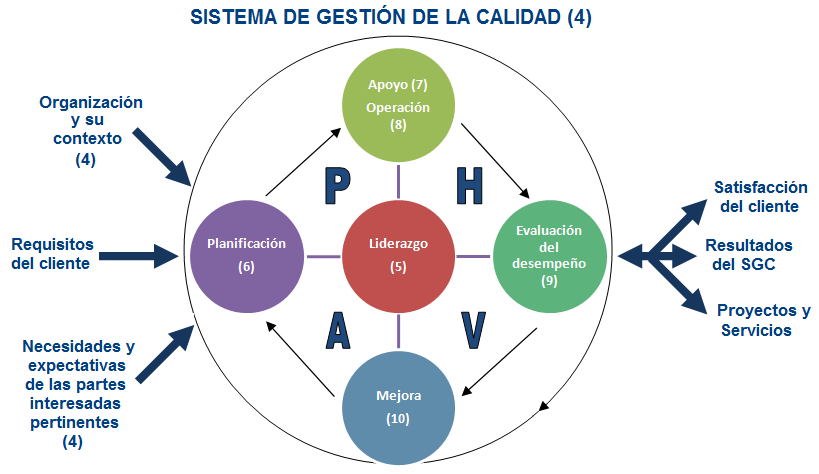 SISTEMA DE GESTIÓN DE LA CALIDAD (4)
Organización
y su
contexto
(4)
Requisitos
del cliente
Necesidades y
expectativas
de las partes
interesadas
pertinentes
(4)
Apoyo (7)
Operación
(8)
P
H
Planificación
(6)
Liderazgo
(5)
Evaluación
del
desempeño
(9)
A
V
Mejora
(10)
Satisfacción
del cliente
Resultados
del SGC
Proyectos y
Servicios